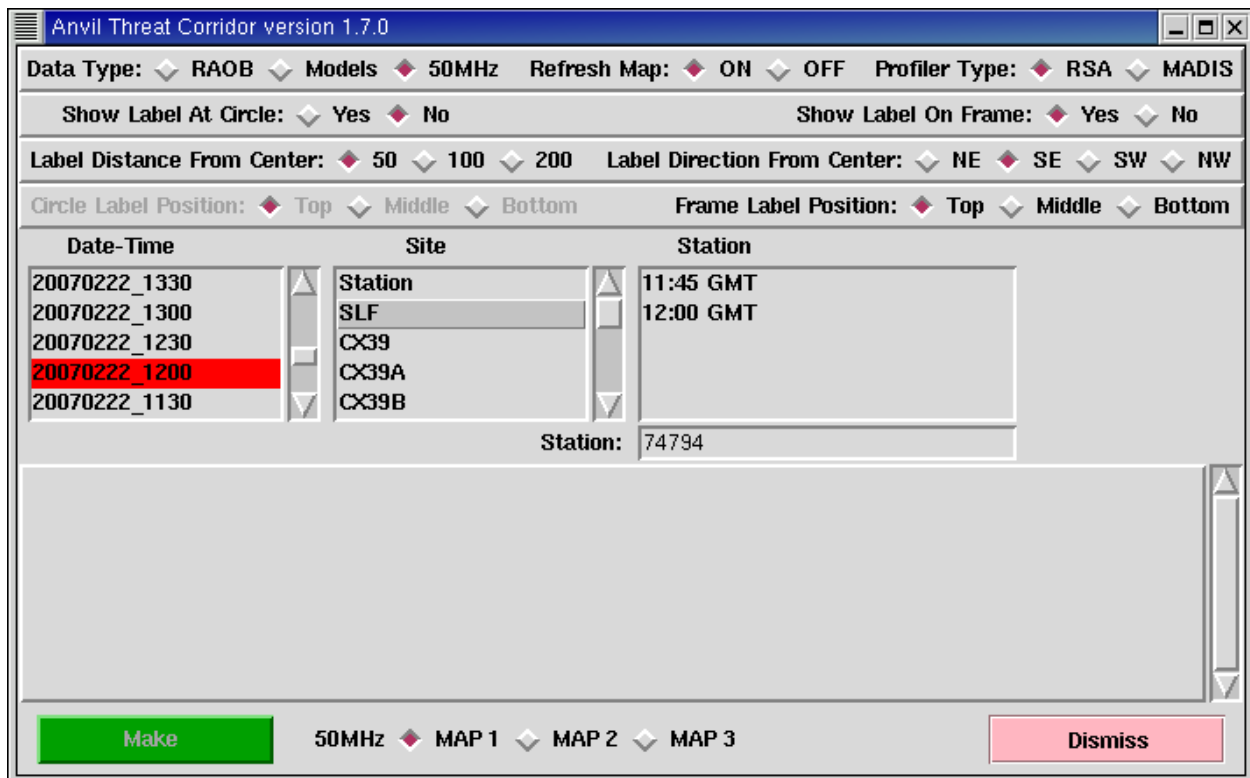 Anvil Threat Corridor version 1.7.0
Data Type: RAOB Models 50MHz Refresh Map: ON OFF Profiler Type: RSA MADIS
Show Label At Circle: Yes No Show Label On Frame: Yes No
Label Distance From Center: 50 100 200 Label Direction From Center: NE SE SW NW
Circle Label Position: Top Middle Bottom Frame Label Position: Top Middle Bottom
Date-Time Site Station
20070222_1330 Station 11:45 GMT
20070222_1300 SLF 12:00 GMT
20070222_1230 CX39
20070222_1200 CX39A
20070222_1130 CX39B
Station: 74794
Make 50MHz MAP 1 MAP 2 MAP 3 Dismiss